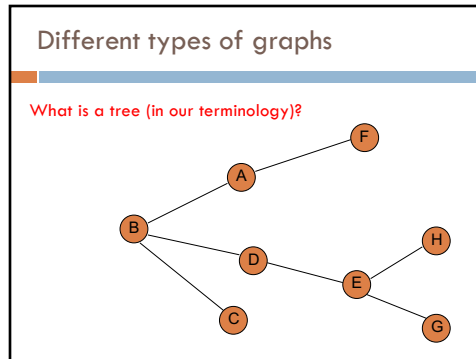 Different types of graphs
What is a tree (in our terminology)?
F
A
B
H
D
E
C
G